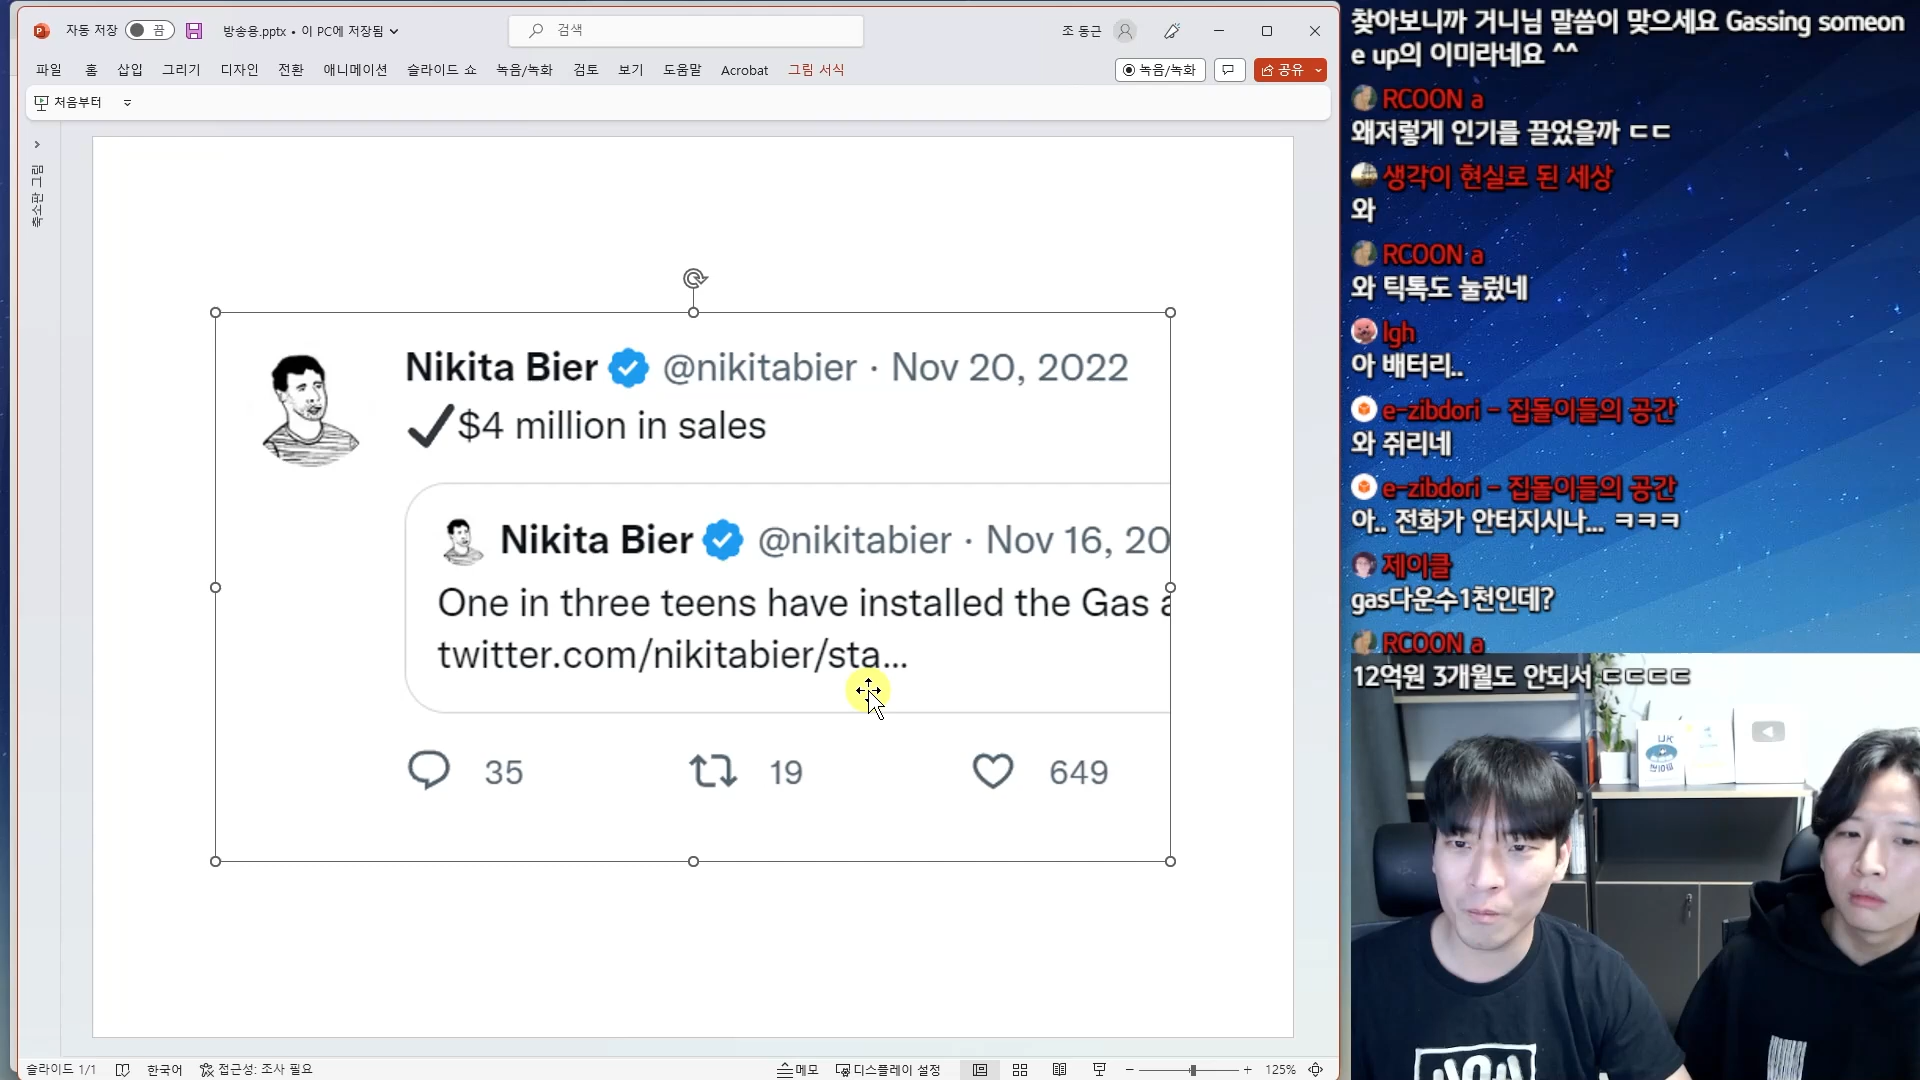 자동 저장 끔 방송용.pptx • 이 PC에 저장됨 검색 조 동근
파일 홈 삽입 그리기 디자인 전환 애니메이션 슬라이드 쇼 녹음/녹화 검토 보기 도움말 Acrobat 그림 서식 녹음/녹화 공유
처음부터
축소판 그림
Nikita Bier @nikitabier · Nov 20, 2022
✔$4 million in sales
Nikita Bier @nikitabier · Nov 16, 20
One in three teens have installed the Gas a
twitter.com/nikitabier/sta...
35 19 649
슬라이드 1/1 한국어 접근성: 조사 필요 메모 디스플레이 설정 125%
찾아보니까 거니님 말씀이 맞으세요 Gassing someon
e up의 이미라네요 ^^
RCOON a
왜저렇게 인기를 끌었을까 ㄷㄷ
생각이 현실로 된 세상
와
RCOON a
와 틱톡도 눌렀네
lgh
아 배터리..
e-zibdori - 집돌이들의 공간
와 쥐리네
e-zibdori - 집돌이들의 공간
아.. 전화가 안터지시나... ㅋㅋㅋ
제이클
gas다운수1천인데?
RCOON a
12억원 3개월도 안되서 ㄷㄷㄷㄷ